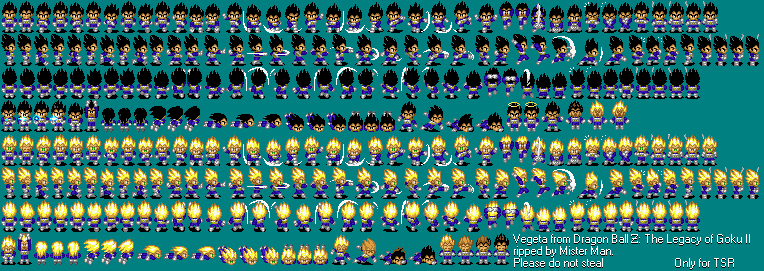 Vegeta from Dragon Ball Z: The Legacy of Goku II
ripped by Mister Man.
Please do not steal
Only for TSR